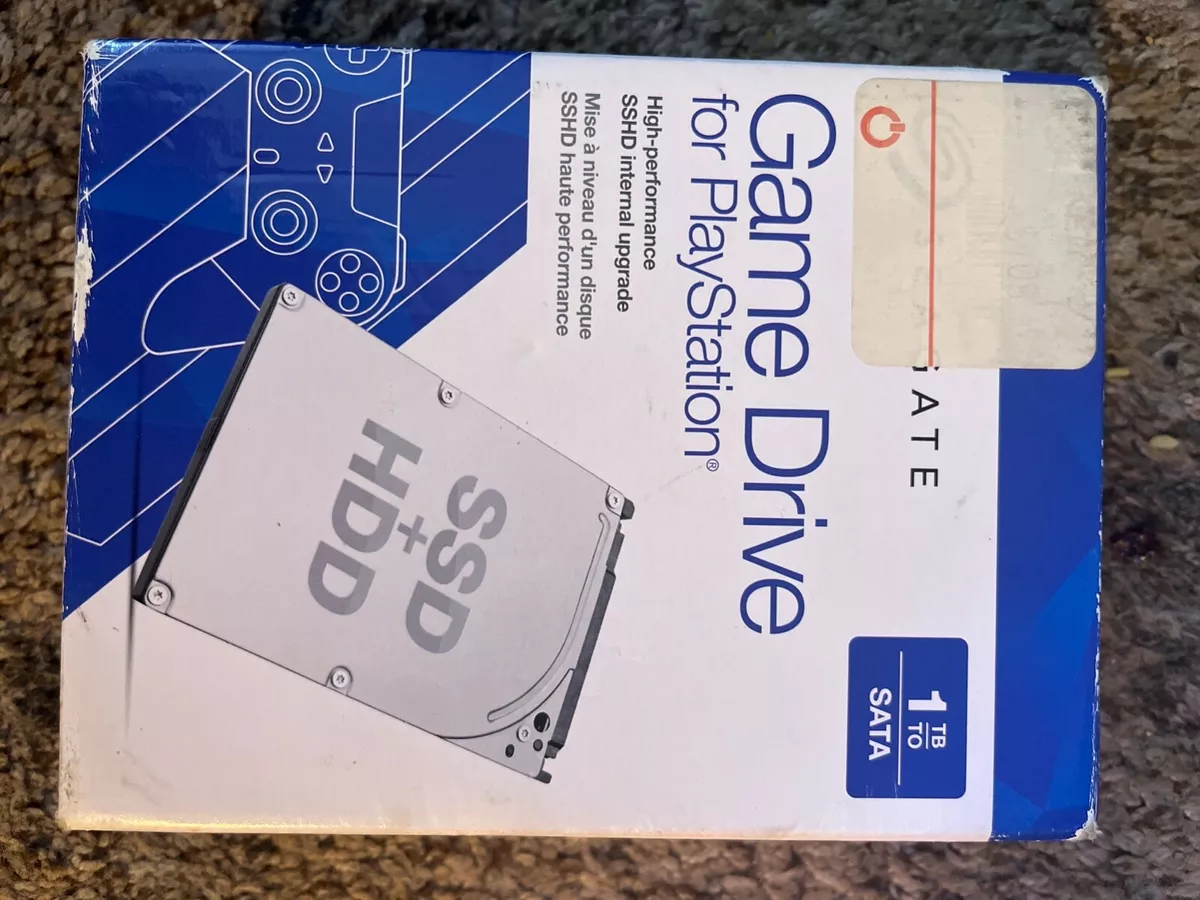 GATE
1 TB
TO
SATA
Game Drive
for PlayStation®
High-performance
SSHD internal upgrade
Mise à niveau d'un disque
SSHD haute performance
SSD
+
HDD